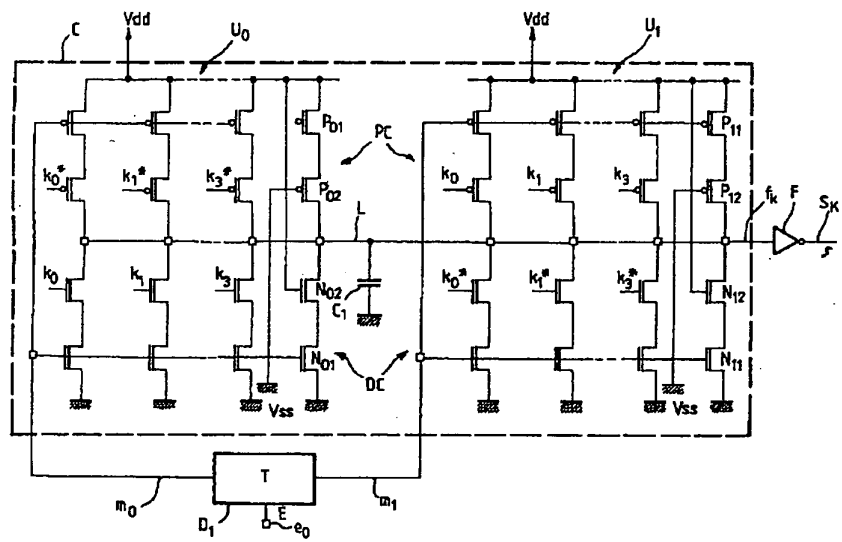 C
Vdd
U₀
Vdd
U₁
P₀₁
PC
P₁₁
k₀*
k₁*
k₃*
P₀₂
k₀
k₁
k₃
P₁₂
fₖ
F
Sₖ
L
s
k₀
k₁
k₃
N₀₂
C₁
k₀*
k₁*
k₃*
N₁₂
N₀₁
DC
N₁₁
Vss
Vss
m₀
T
m₁
D₁
E
e₀